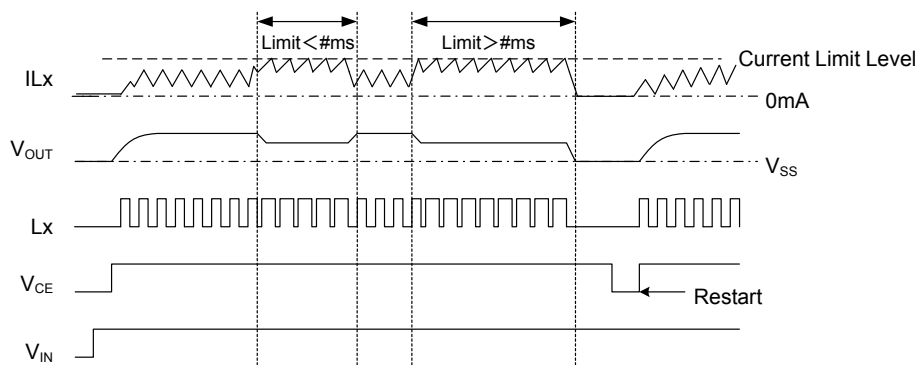 Limit＜#ms
Limit＞#ms
Current Limit Level
ILx
0mA
VOUT
VSS
Lx
VCE
Restart
VIN